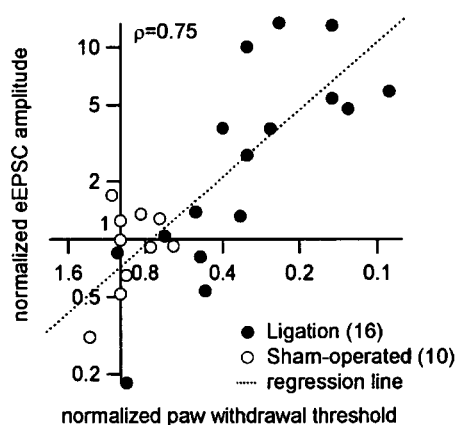 ρ=0.75
normalized eEPSC amplitude
10
5
2
1
0.5
0.2
1.6 0.8 0.4 0.2 0.1
Ligation (16)
Sham-operated (10)
regression line
normalized paw withdrawal threshold